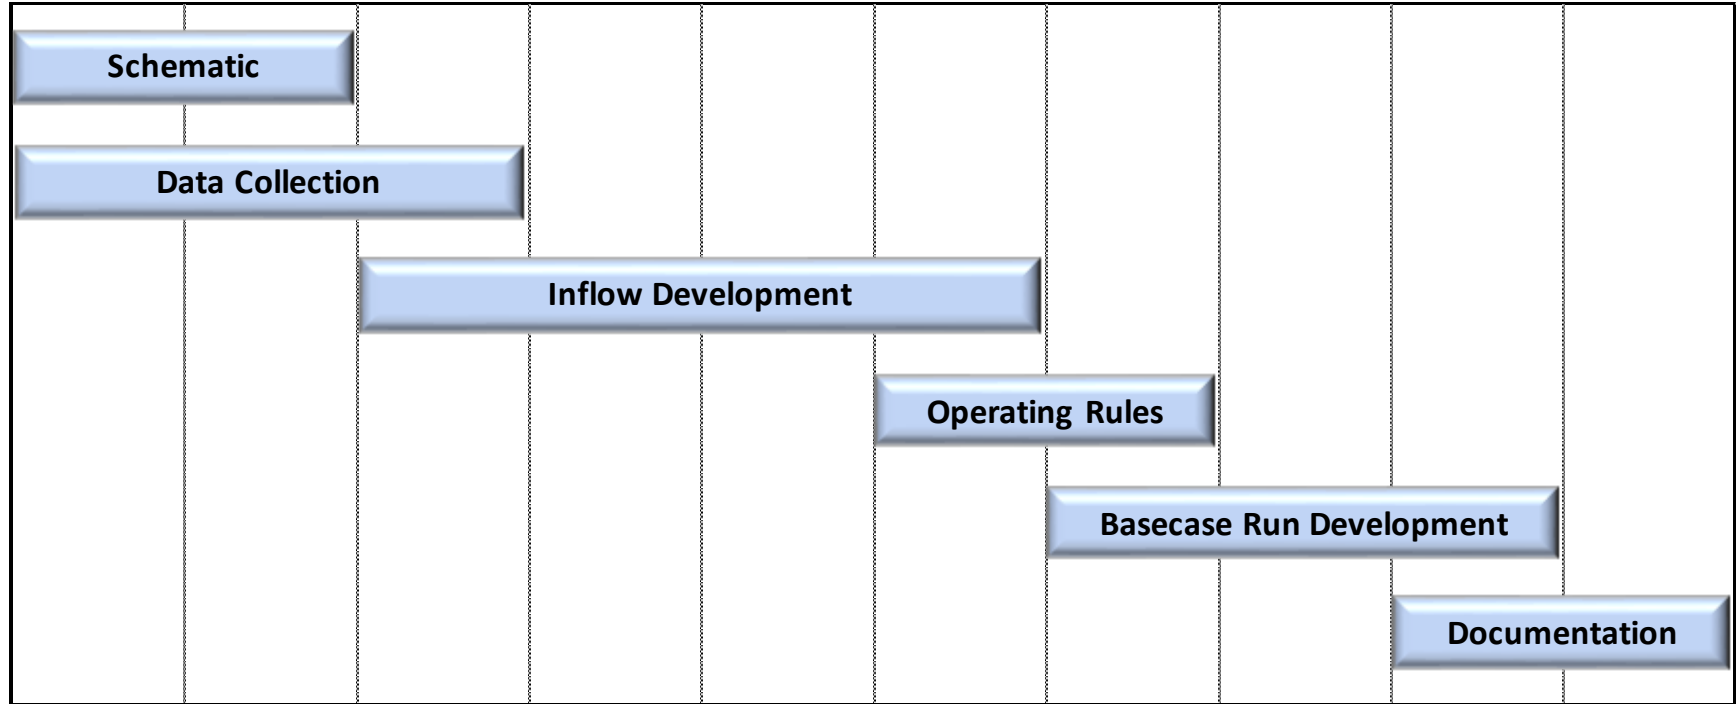 Schematic
Data Collection
Inflow Development
Operating Rules
Basecase Run Development
Documentation